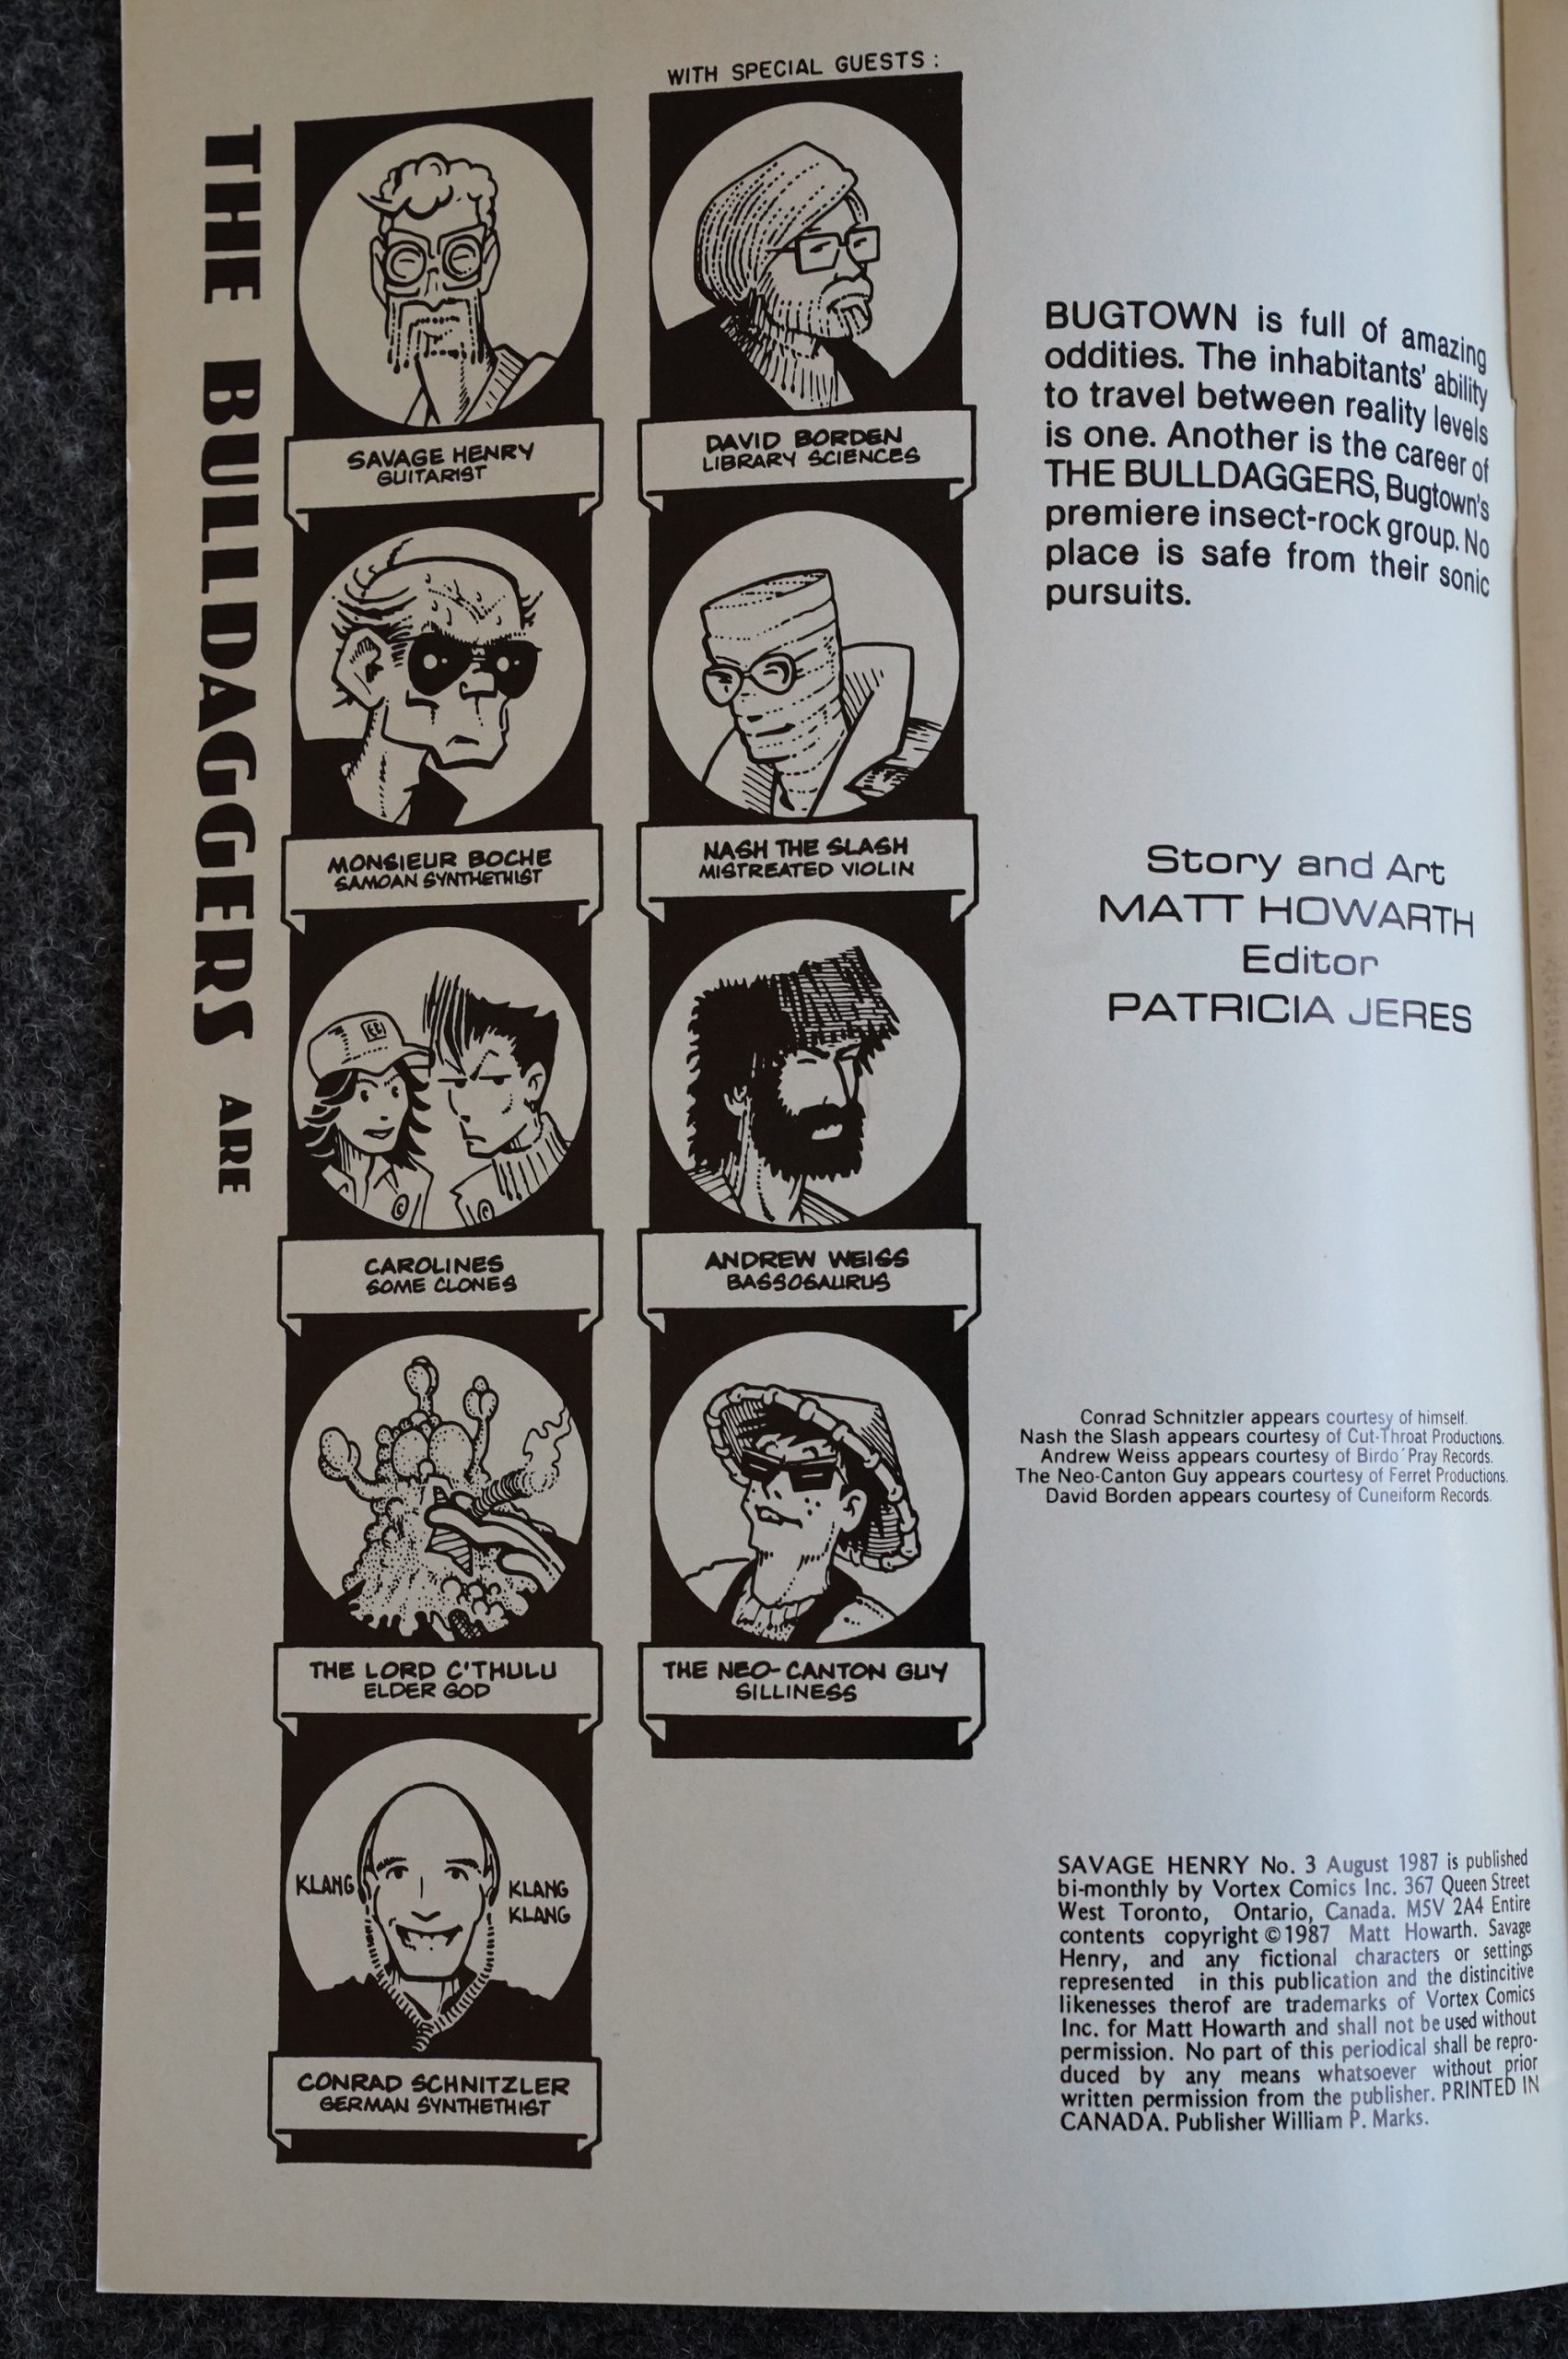 THE BULLDAGGERS ARE
SAVAGE HENRY
GUITARIST
MONSIEUR BOCHE
SAMOAN SYNTHETHIST
CAROLINES
SOME CLONES
THE LORD C'THULU
ELDER GOD
KLANG
KLANG
KLANG
CONRAD SCHNITZLER
GERMAN SYNTHETHIST
WITH SPECIAL GUESTS :
DAVID BORDEN
LIBRARY SCIENCES
NASH THE SLASH
MISTREATED VIOLIN
ANDREW WEISS
BASSOSAURUS
THE NEO-CANTON GUY
SILLINESS
BUGTOWN is full of amazing
oddities. The inhabitants' ability
to travel between reality levels
is one. Another is the career of
THE BULLDAGGERS, Bugtown's
premiere insect-rock group. No
place is safe from their sonic
pursuits.
Story and Art
MATT HOWARTH
Editor
PATRICIA JERES
Conrad Schnitzler appears courtesy of himself.
Nash the Slash appears courtesy of Cut-Throat Productions.
Andrew Weiss appears courtesy of Birdo´Pray Records.
The Neo-Canton Guy appears courtesy of Ferret Productions.
David Borden appears courtesy of Cuneiform Records.
SAVAGE HENRY No. 3 August 1987 is published
bi-monthly by Vortex Comics Inc. 367 Queen Street
West Toronto, Ontario, Canada. M5V 2A4 Entire
contents copyright ©1987 Matt Howarth. Savage
Henry, and any fictional characters or settings
represented in this publication and the distincitive
likenesses therof are trademarks of Vortex Comics
Inc. for Matt Howarth and shall not be used without
permission. No part of this periodical shall be repro-
duced by any means whatsoever without prior
written permission from the publisher. PRINTED IN
CANADA. Publisher William P. Marks.